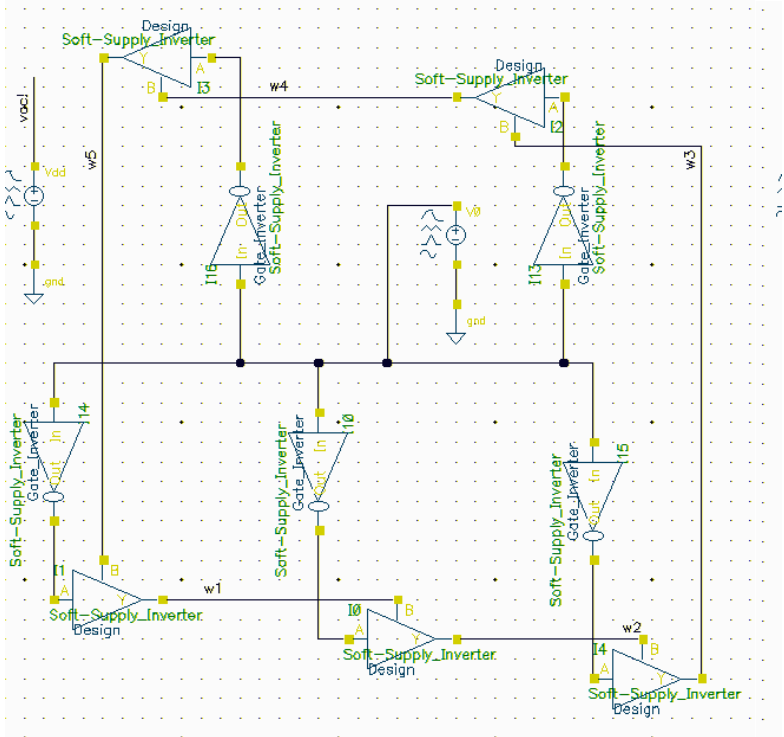 Design
Soft-Supply_Inverter
Y
A
B
I3
w4
Design
Soft-Supply_Inverter
Y
A
B
I2
vac!
Vdd
gnd
w5
Out
In
I16
Gate_Inverter
Soft-Supply_Inverter
V0
gnd
Out
In
I13
Gate_Inverter
Soft-Supply_Inverter
w3
I4
In
Out
Gate_Inverter
Soft-Supply_Inverter
I0
In
Out
Gate_Inverter
Soft-Supply_Inverter
I5
In
Out
Gate_Inverter
Soft-Supply_Inverter
I1
B
A
Y
Soft-Supply_Inverter
Design
w1
I0
B
A
Y
Soft-Supply_Inverter
Design
w2
I4
B
A
Y
Soft-Supply_Inverter
Design